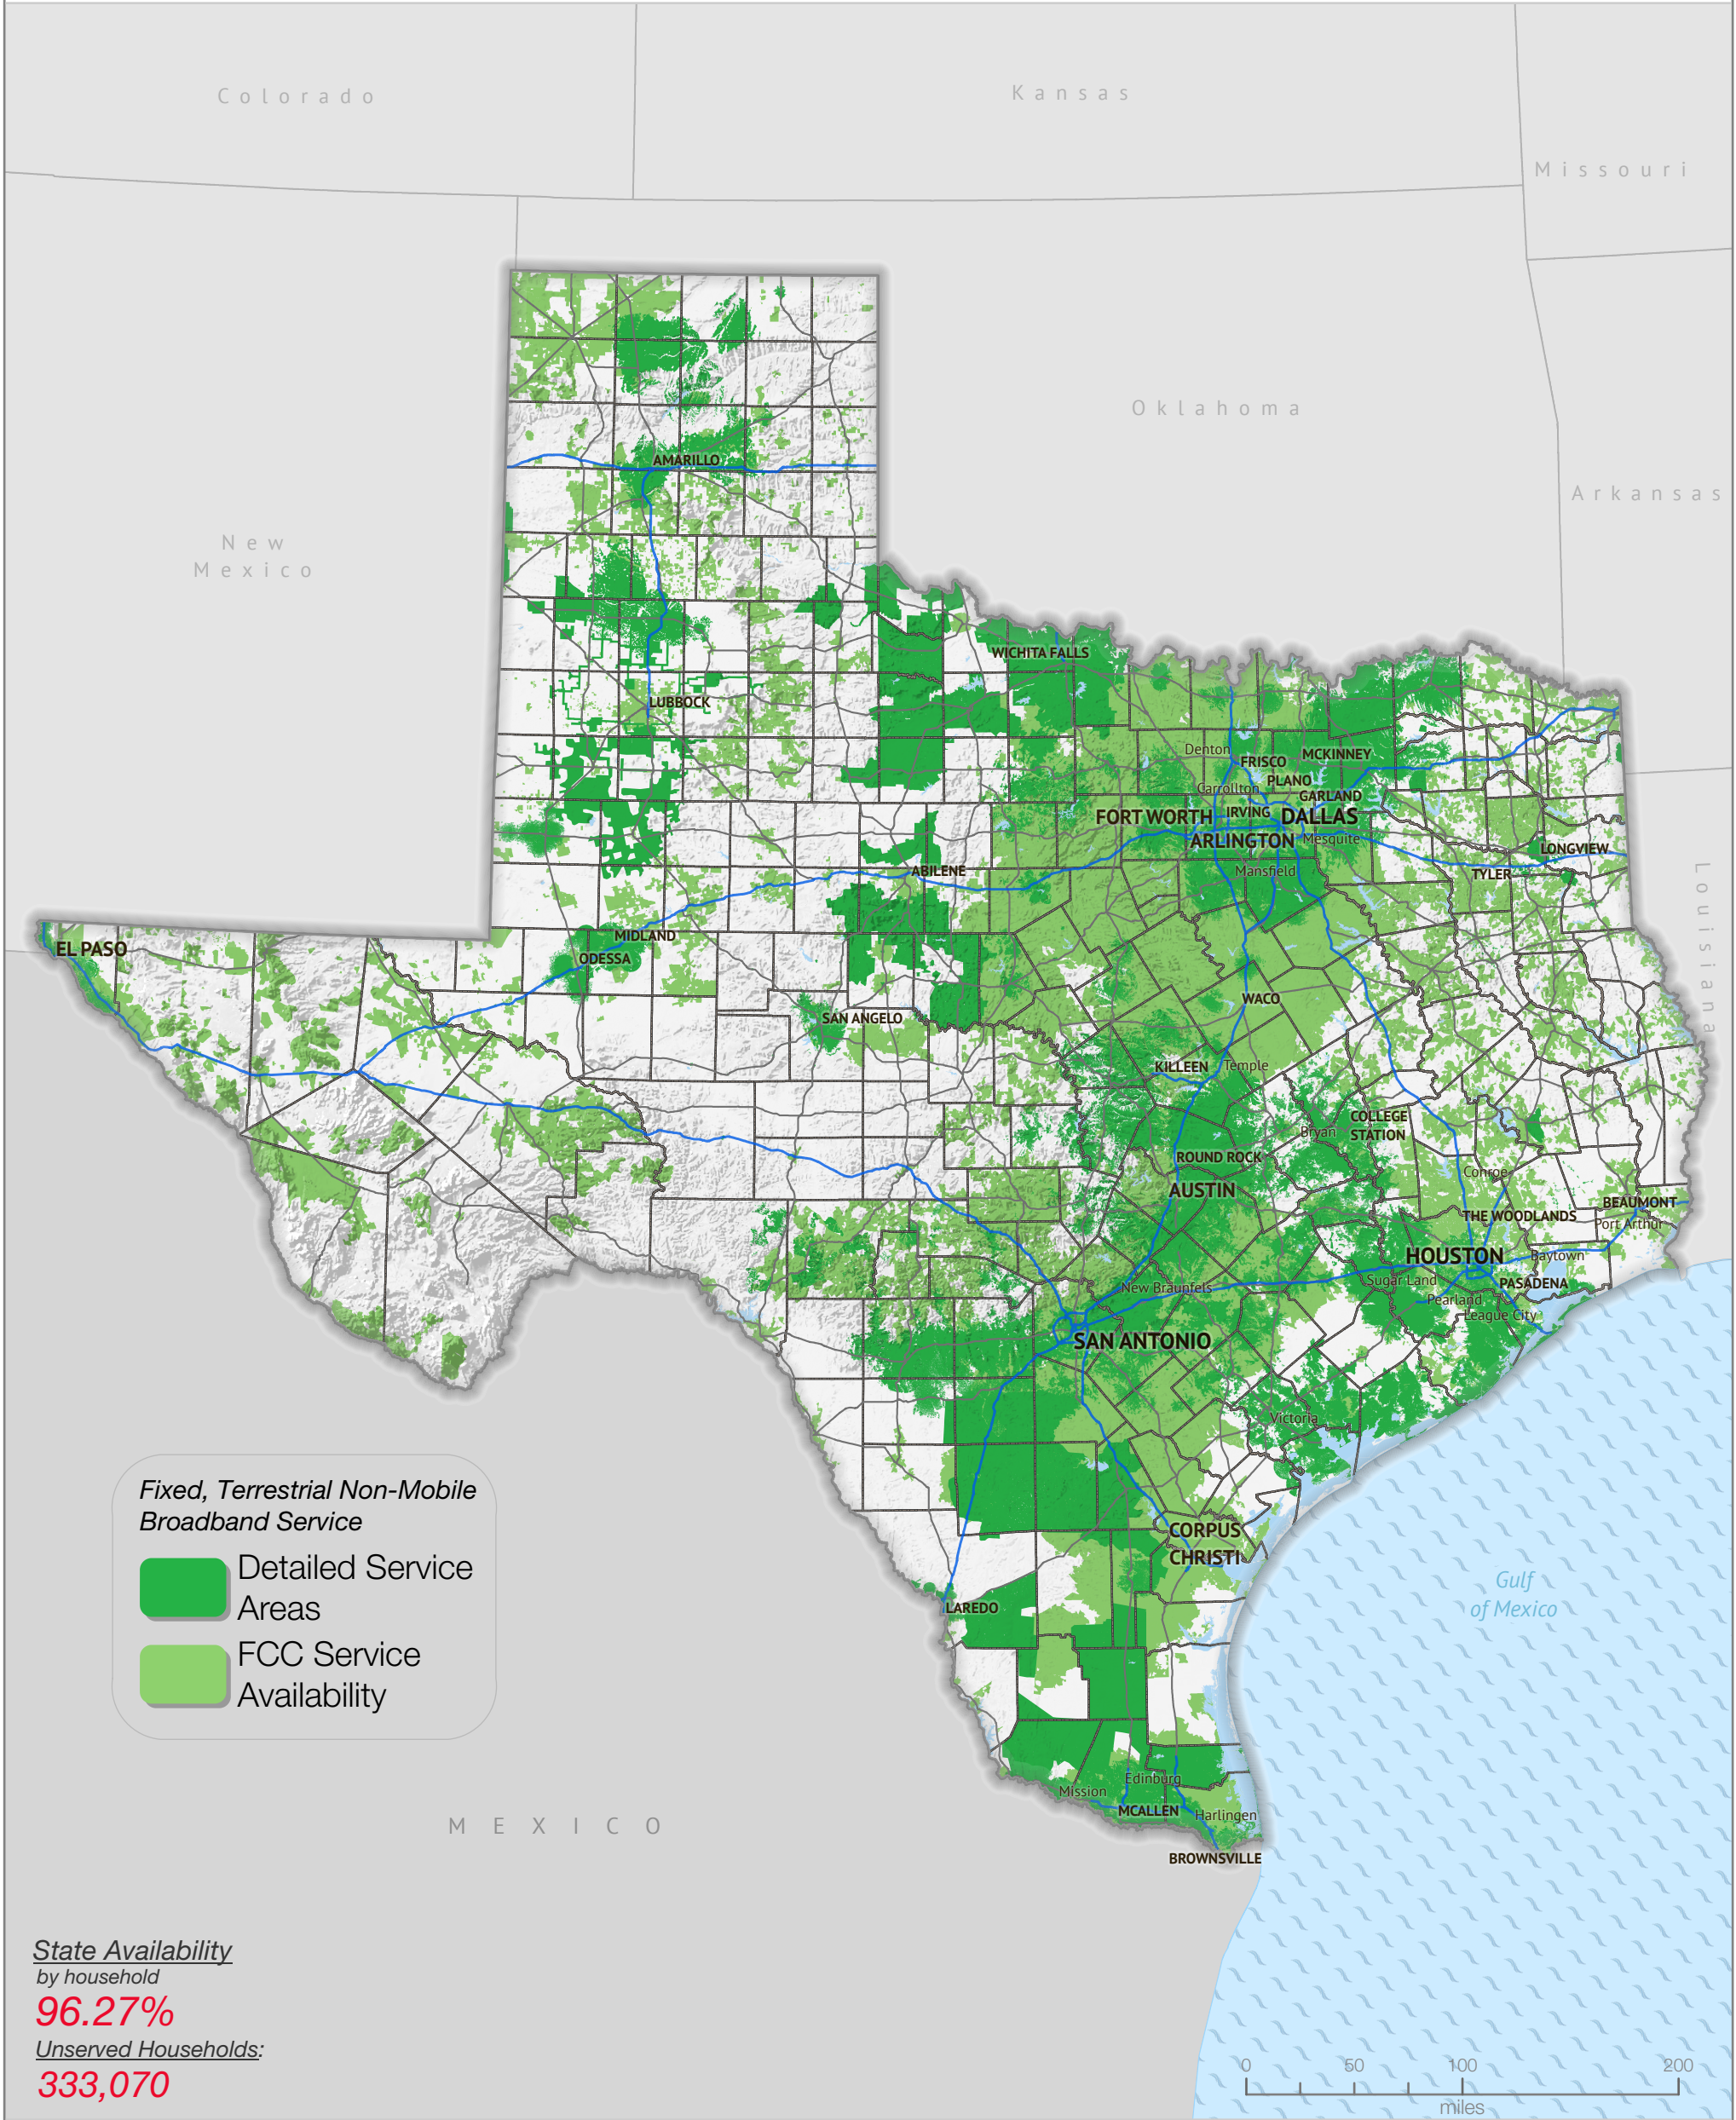 Colorado
Kansas
Missouri
Oklahoma
Arkansas
New
Mexico
Louisiana
AMARILLO
WICHITA FALLS
LUBBOCK
Denton
FRISCO
MCKINNEY
PLANO
Carrollton
GARLAND
FORT WORTH
IRVING
DALLAS
ARLINGTON
Mesquite
LONGVIEW
Mansfield
TYLER
ABILENE
MIDLAND
ODESSA
EL PASO
WACO
SAN ANGELO
KILLEEN
Temple
COLLEGE
STATION
Bryan
ROUND ROCK
Conroe
AUSTIN
BEAUMONT
THE WOODLANDS
Port Arthur
HOUSTON
Baytown
Sugar Land
PASADENA
New Braunfels
Pearland
League City
SAN ANTONIO
Victoria
CORPUS
CHRISTI
LAREDO
Gulf
of Mexico
Edinburg
Mission
MCALLEN
Harlingen
BROWNSVILLE
MEXICO
Fixed, Terrestrial Non-Mobile
Broadband Service
Detailed Service
Areas
FCC Service
Availability
State Availability
by household
96.27%
Unserved Households:
333,070
0 50 100 200
miles